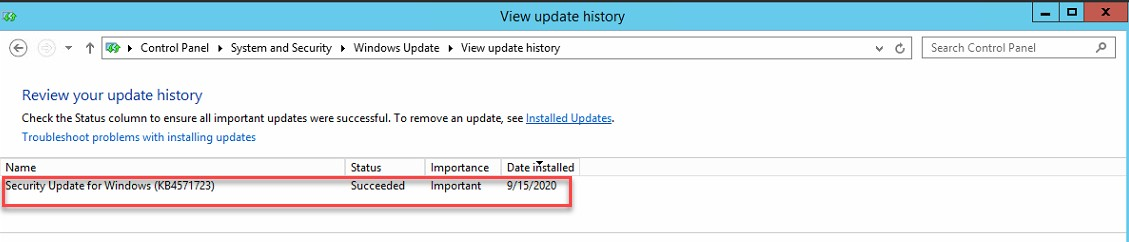 View update history
Control Panel System and Security Windows Update View update history
Search Control Panel
Review your update history
Check the Status column to ensure all important updates were successful. To remove an update, see Installed Updates.
Troubleshoot problems with installing updates
Name Status Importance Date installed
Security Update for Windows (KB4571723) Succeeded Important 9/15/2020